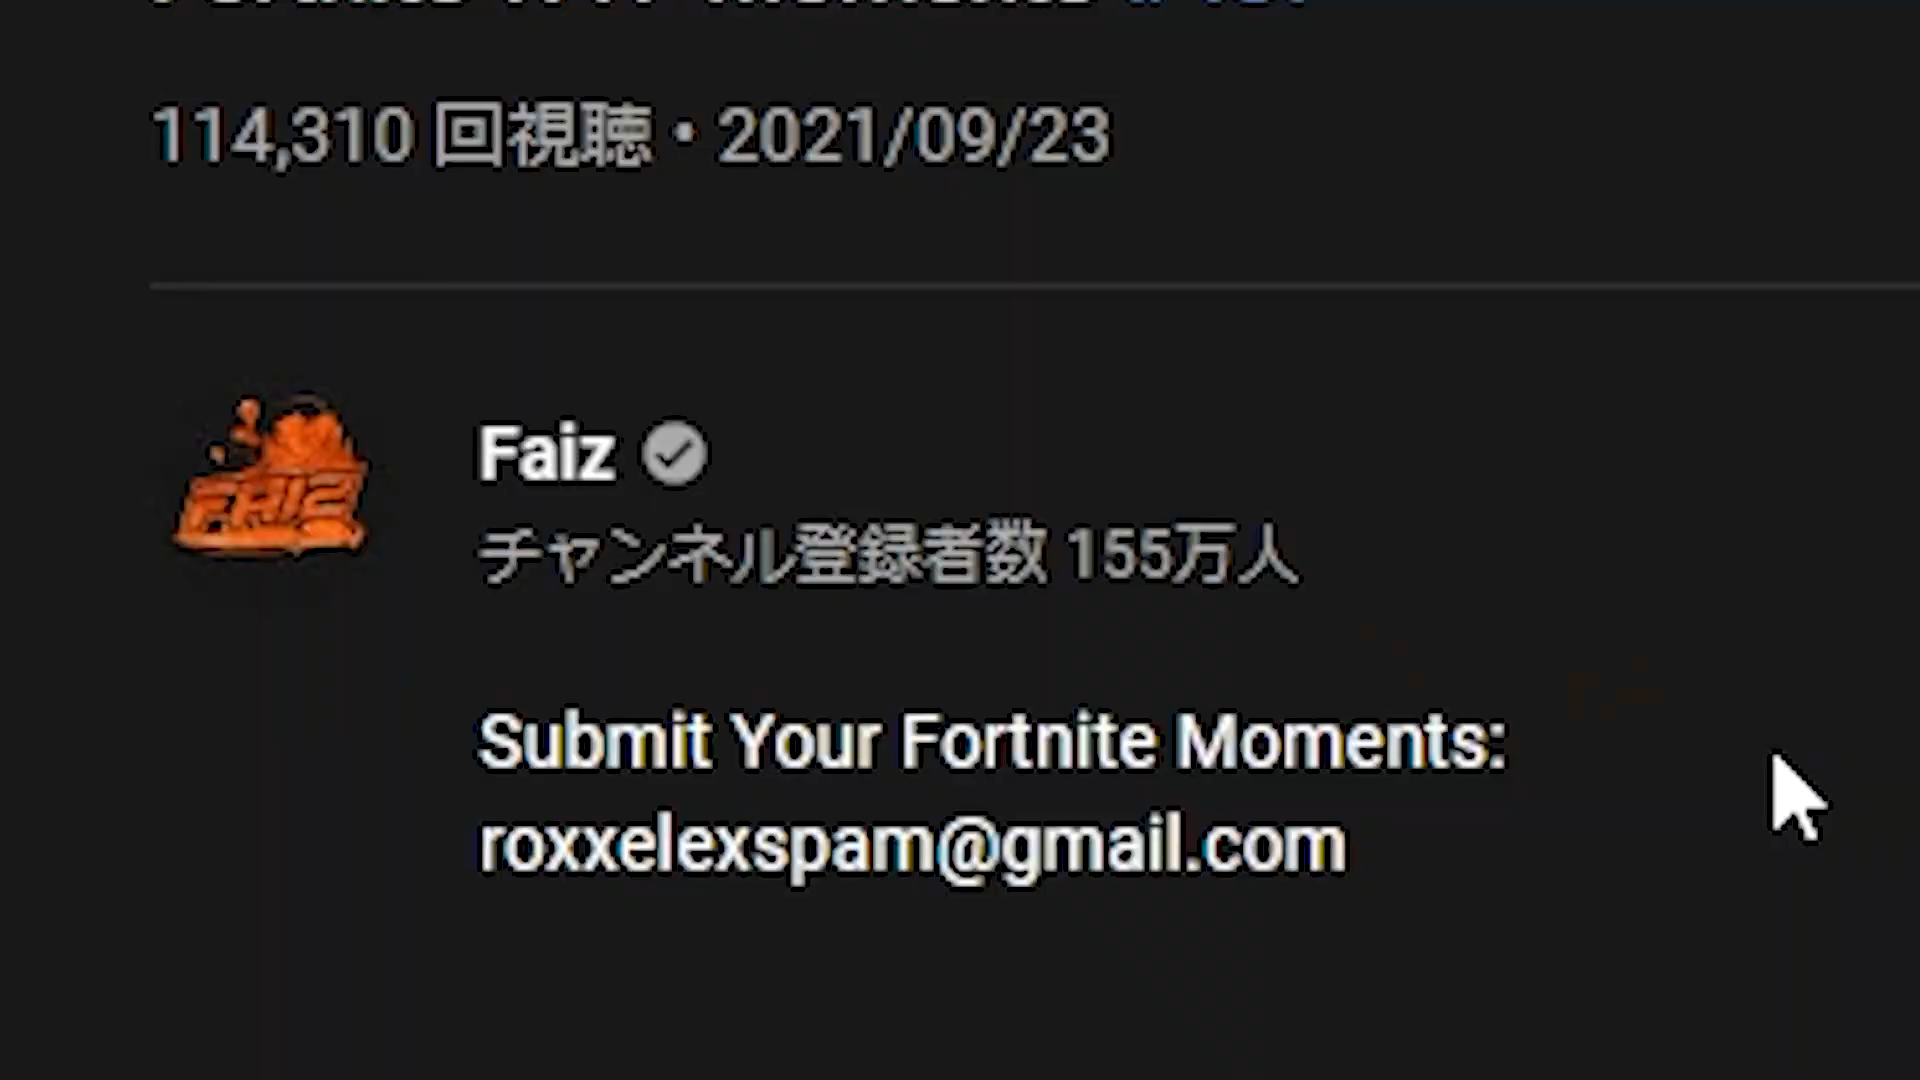 114,310 回視聴・2021/09/23
FAIZ
Faiz
チャンネル登録者数 155万人
Submit Your Fortnite Moments:
roxxelexspam@gmail.com